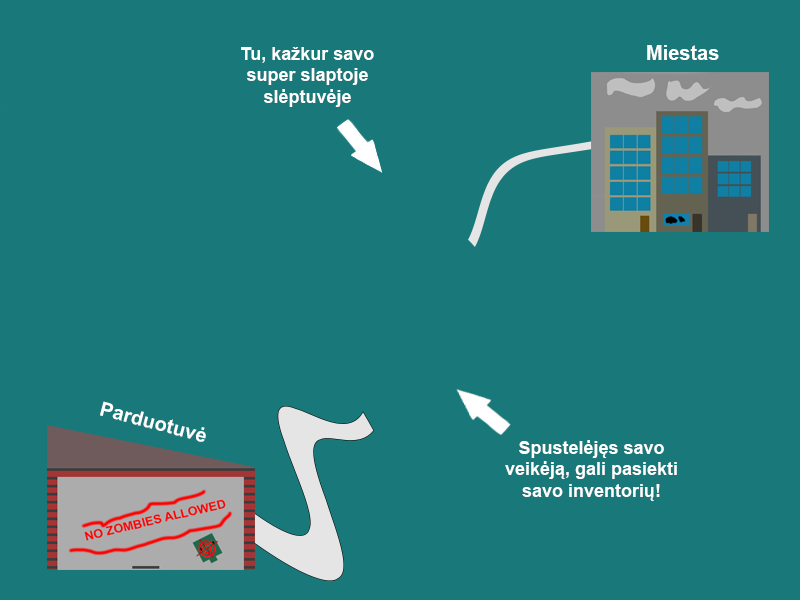 Tu, kažkur savo
super slaptoje
slėptuvėje
Miestas
Parduotuvė
NO ZOMBIES ALLOWED
Spustelėjęs savo
veikėją, gali pasiekti
savo inventorių!